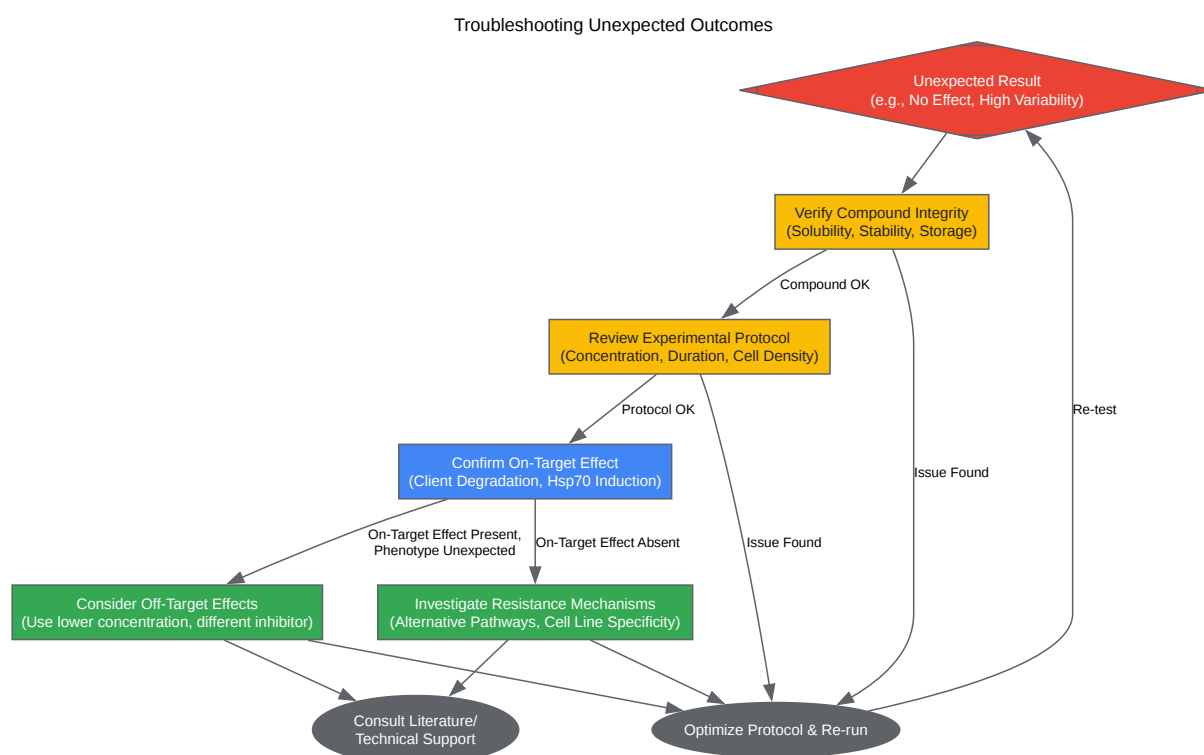 Troubleshooting Unexpected Outcomes
Unexpected Result
(e.g., No Effect, High Variability)
Verify Compound Integrity
(Solubility, Stability, Storage)
Compound OK
Review Experimental Protocol
(Concentration, Duration, Cell Density)
Protocol OK
Re-test
Confirm On-Target Effect
(Client Degradation, Hsp70 Induction)
Issue Found
On-Target Effect Present,
Phenotype Unexpected
On-Target Effect Absent
Issue Found
Consider Off-Target Effects
(Use lower concentration, different inhibitor)
Investigate Resistance Mechanisms
(Alternative Pathways, Cell Line Specificity)
Consult Literature/
Technical Support
Optimize Protocol & Re-run